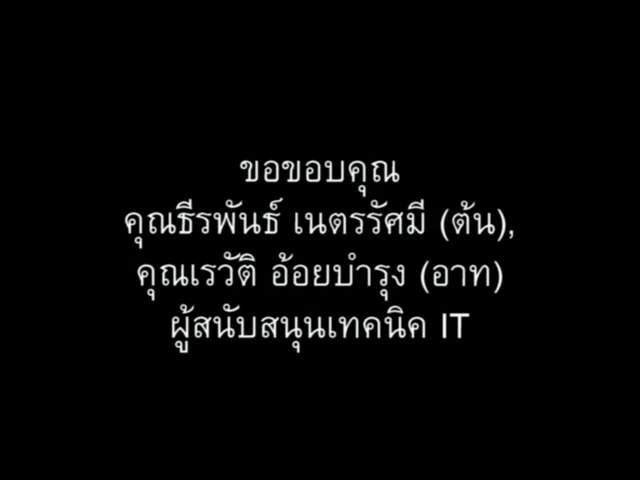 ขอขอบคุณ
คุณธีรพันธ์ เนตรรัศมี (ต้น),
คุณเรวัติ อ้อยบำรุง (อาท)
ผู้สนับสนุนเทคนิค IT